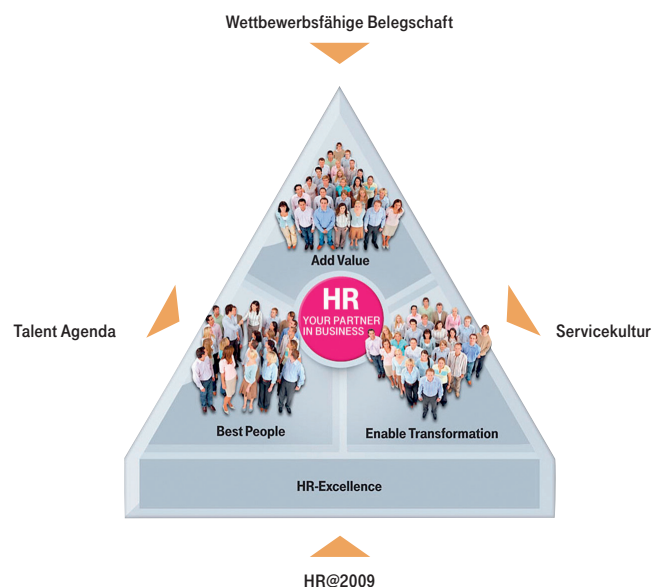 Wettbewerbsfähige Belegschaft
Add Value
HR
YOUR PARTNER
IN BUSINESS
Talent Agenda
Servicekultur
Best People
Enable Transformation
HR-Excellence
HR@2009